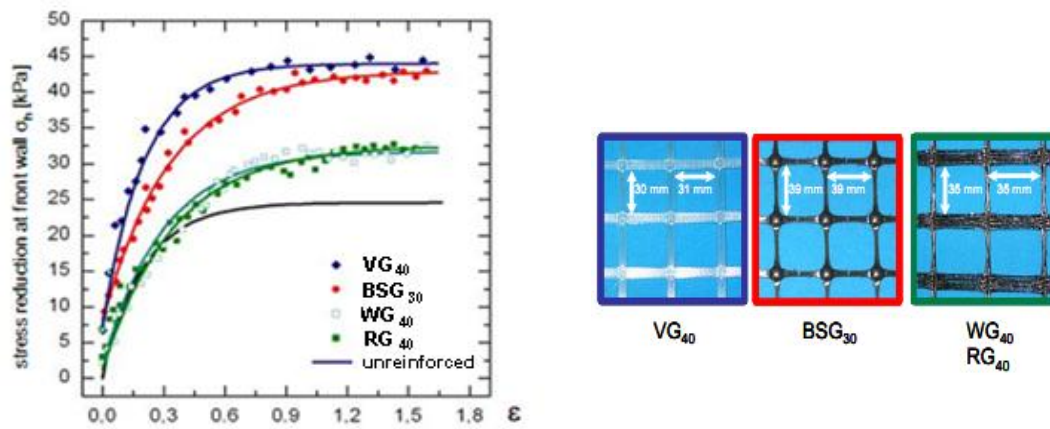 stress reduction at front wall σh [kPa]
50
45
40
35
30
25
20
15
10
5
0
0,0 0,3 0,6 0,9 1,2 1,5 1,8 ε
VG40
BSG30
WG40
RG40
unreinforced
30 mm 31 mm
39 mm 39 mm
35 mm 35 mm
VG40
BSG30
WG40
RG40